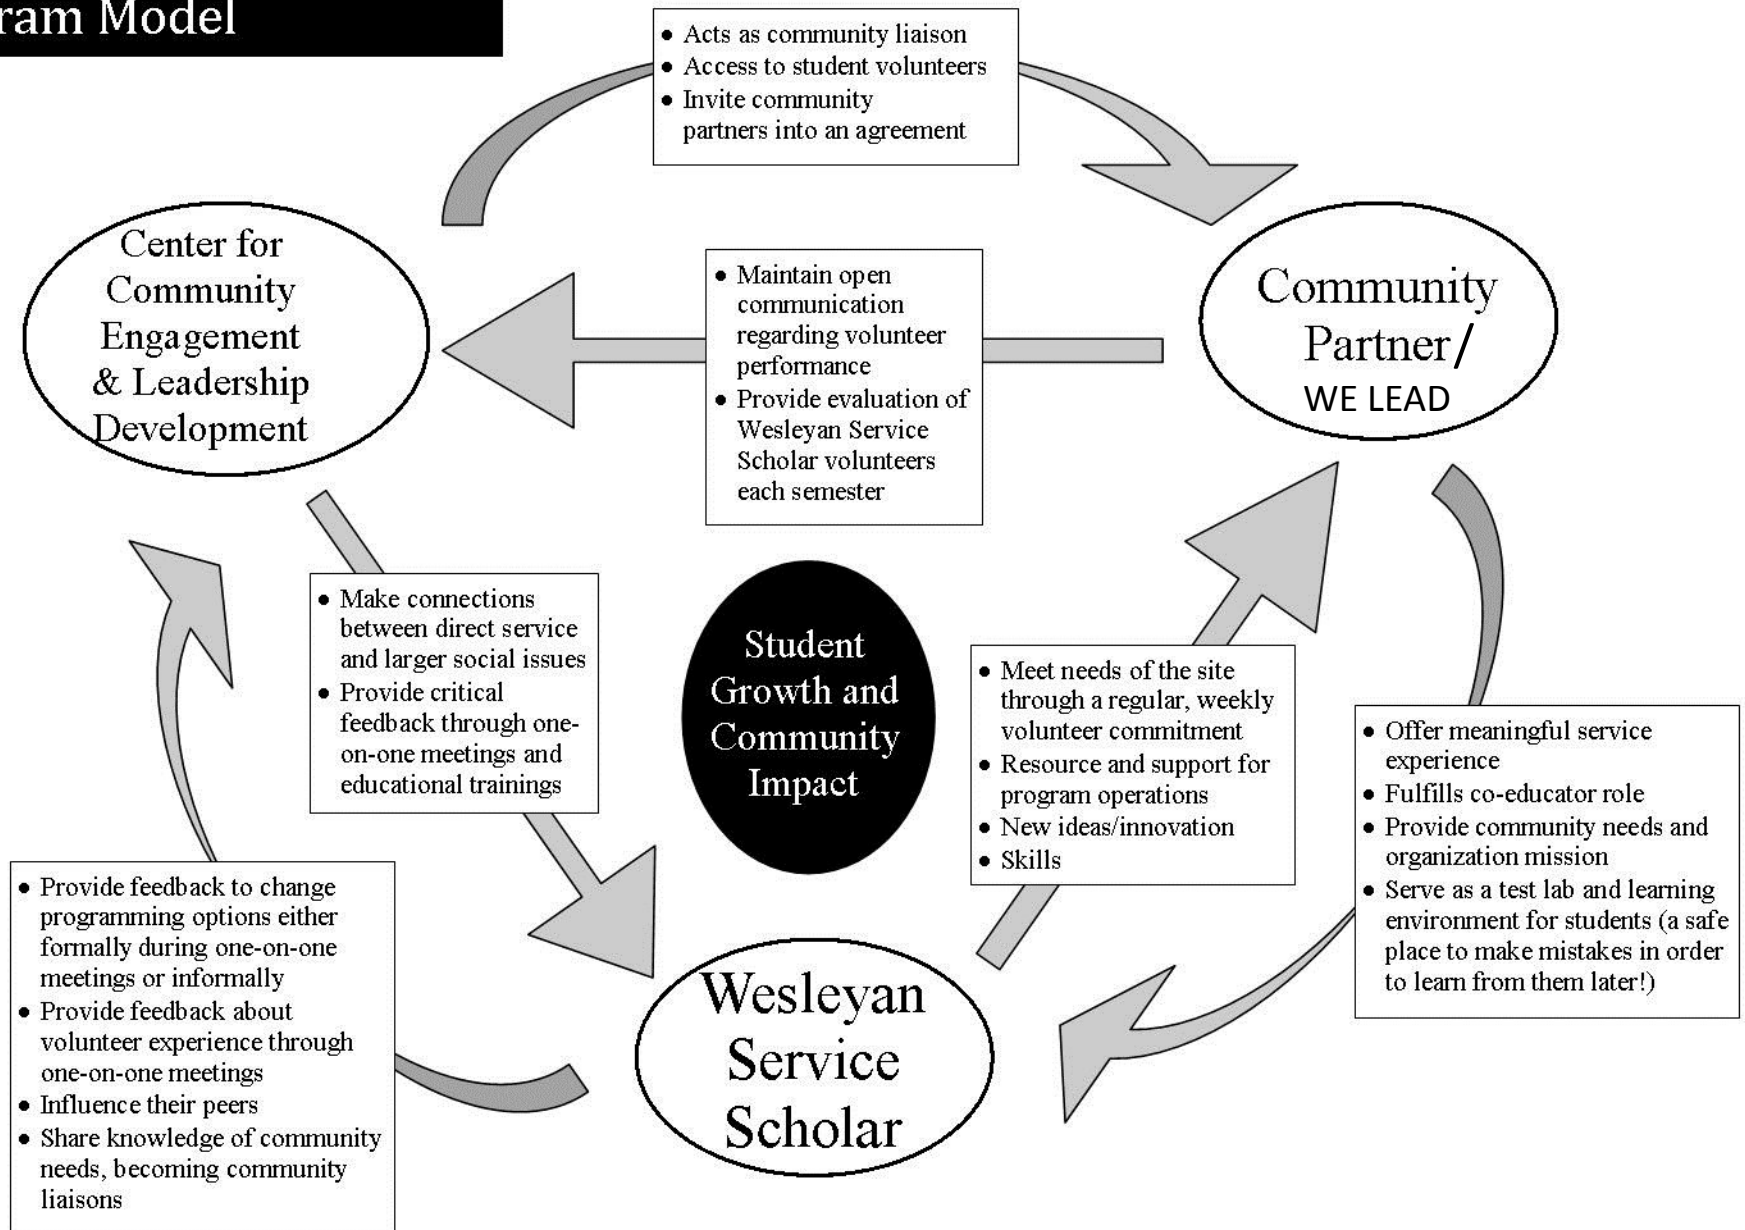 ram Model
• Acts as community liaison
• Access to student volunteers
• Invite community
partners into an agreement
Center for
Community
Engagement
& Leadership
Development
• Maintain open
communication
regarding volunteer
performance
• Provide evaluation of
Wesleyan Service
Scholar volunteers
each semester
Community
Partner/
WE LEAD
• Make connections
between direct service
and larger social issues
• Provide critical
feedback through one-
on-one meetings and
educational trainings
Student
Growth and
Community
Impact
• Meet needs of the site
through a regular, weekly
volunteer commitment
• Resource and support for
program operations
• New ideas/innovation
• Skills
• Offer meaningful service
experience
• Fulfills co-educator role
• Provide community needs and
organization mission
• Serve as a test lab and learning
environment for students (a safe
place to make mistakes in order
to learn from them later!)
• Provide feedback to change
programming options either
formally during one-on-one
meetings or informally
• Provide feedback about
volunteer experience through
one-on-one meetings
• Influence their peers
• Share knowledge of community
needs, becoming community
liaisons
Wesleyan
Service
Scholar